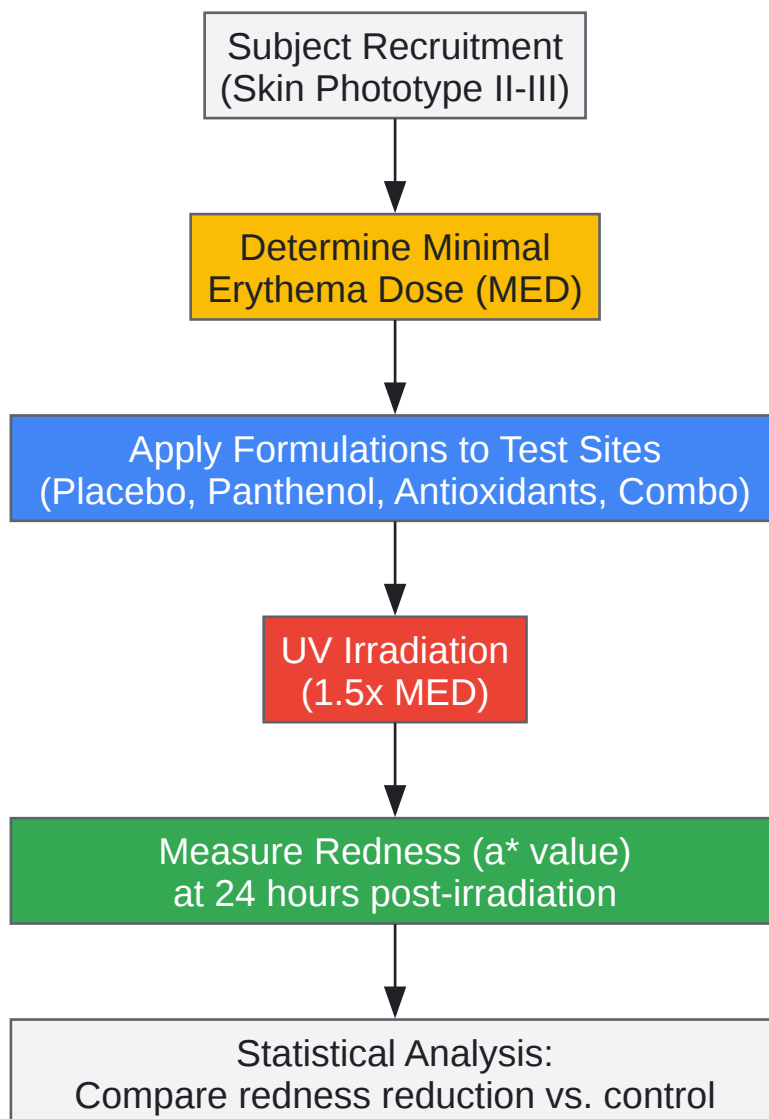 Subject Recruitment
(Skin Phototype II-III)
Determine Minimal
Erythema Dose (MED)
Apply Formulations to Test Sites
(Placebo, Panthenol, Antioxidants, Combo)
UV Irradiation
(1.5x MED)
Measure Redness (a* value)
at 24 hours post-irradiation
Statistical Analysis:
Compare redness reduction vs. control